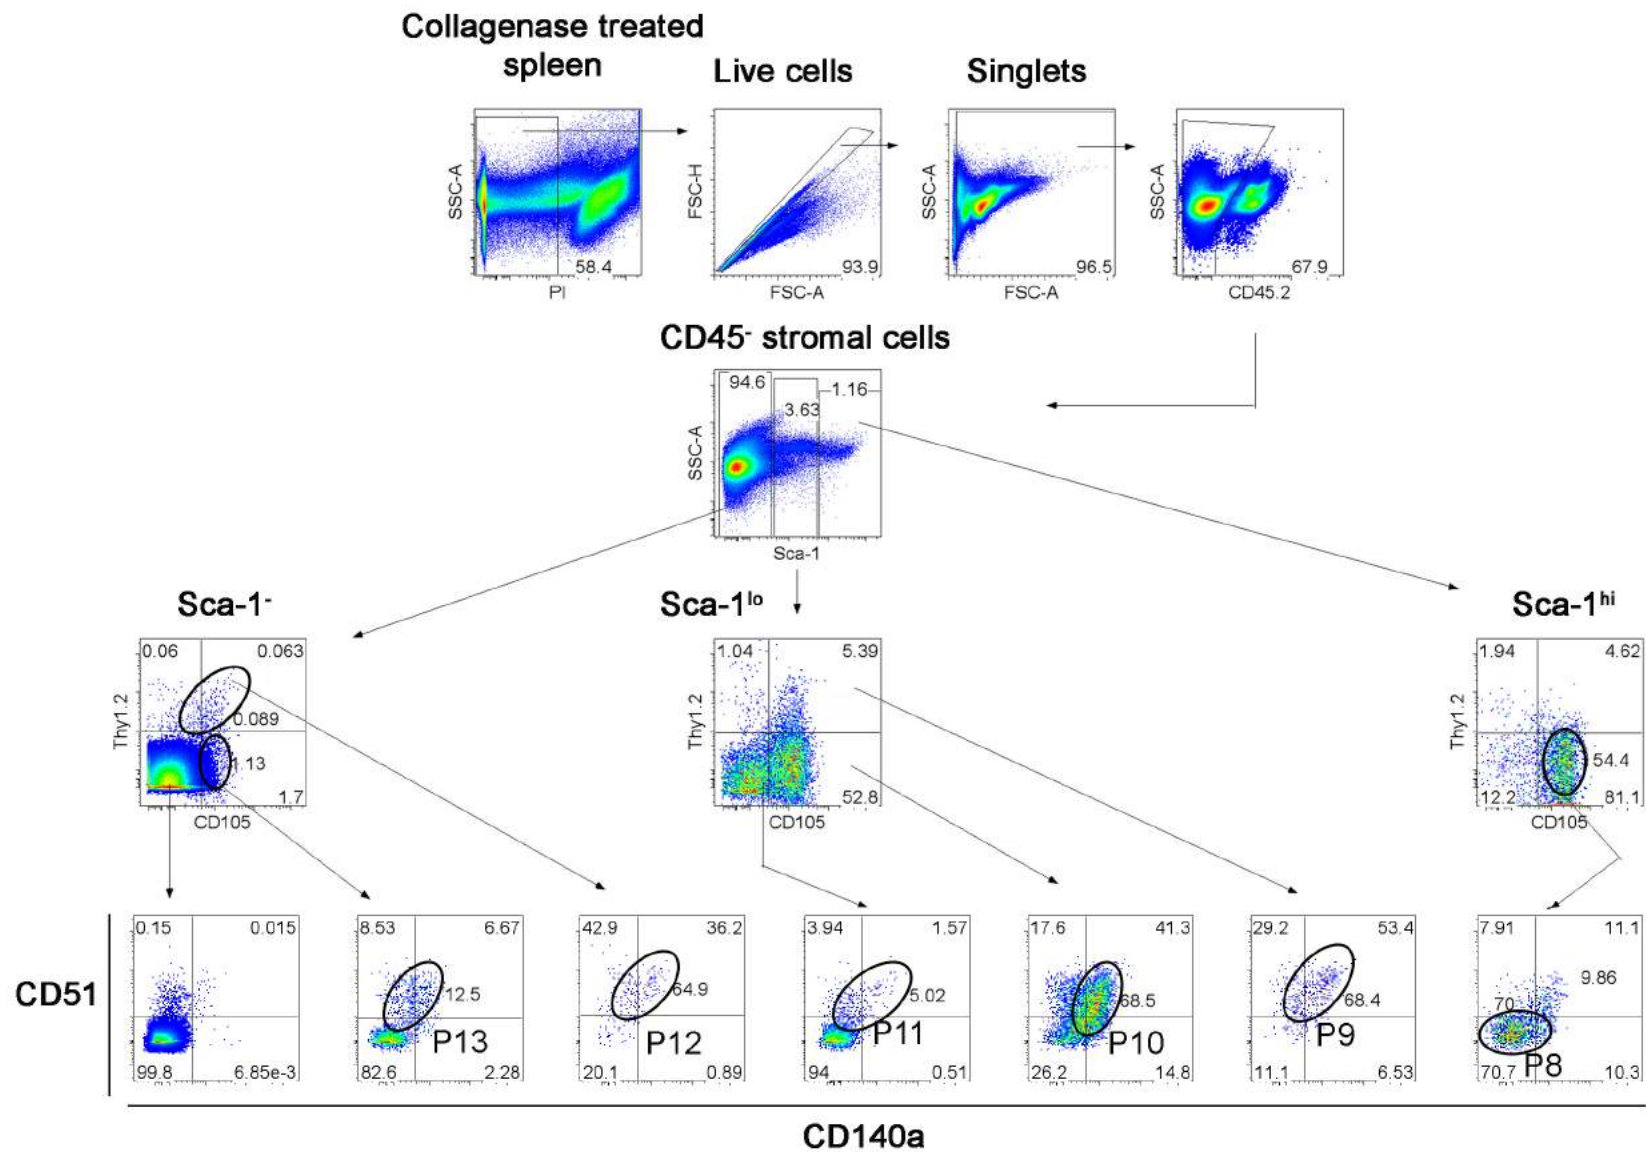 Collagenase treated
spleen
Live cells
Singlets
SSC-A
58.4
PI
FSC-H
93.9
FSC-A
SSC-A
96.5
FSC-A
SSC-A
67.9
CD45.2
CD45- stromal cells
94.6
3.63
1.16
SSC-A
Sca-1
Sca-1-
Sca-1lo
Sca-1hi
0.06
0.063
0.089
1.13
1.7
Thy1.2
CD105
1.04
5.39
52.8
Thy1.2
CD105
1.94
4.62
54.4
12.2
81.1
Thy1.2
CD105
CD51
0.15
0.015
99.8
6.85e-3
8.53
6.67
12.5
P13
82.6
2.28
42.9
36.2
64.9
P12
20.1
0.89
3.94
1.57
5.02
P11
94
0.51
17.6
41.3
68.5
P10
26.2
14.8
29.2
53.4
68.4
P9
11.1
6.53
7.91
11.1
9.86
70
P8
70.7
10.3
CD140a